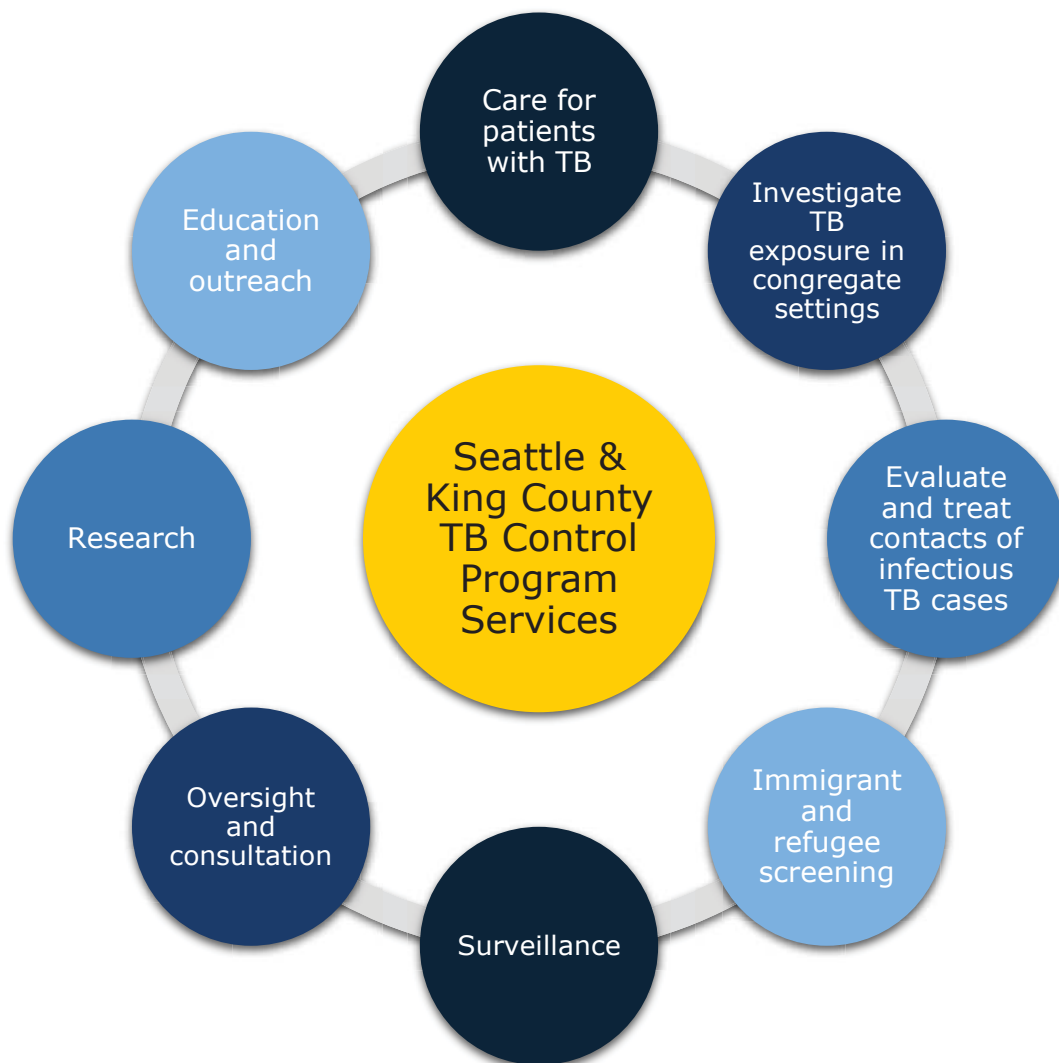 Care for
patients
with TB
Investigate
TB
exposure in
congregate
settings
Evaluate
and treat
contacts of
infectious
TB cases
Immigrant
and
refugee
screening
Surveillance
Oversight
and
consultation
Research
Education
and
outreach
Seattle &
King County
TB Control
Program
Services